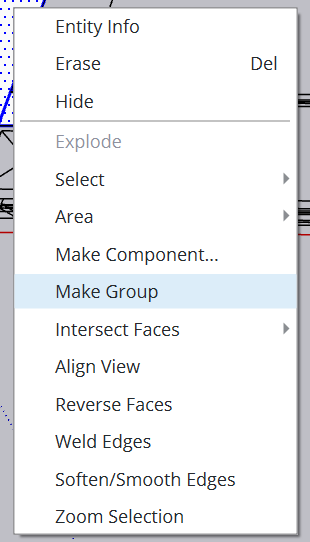 Entity Info
Erase Del
Hide
Explode
Select
Area
Make Component...
Make Group
Intersect Faces
Align View
Reverse Faces
Weld Edges
Soften/Smooth Edges
Zoom Selection